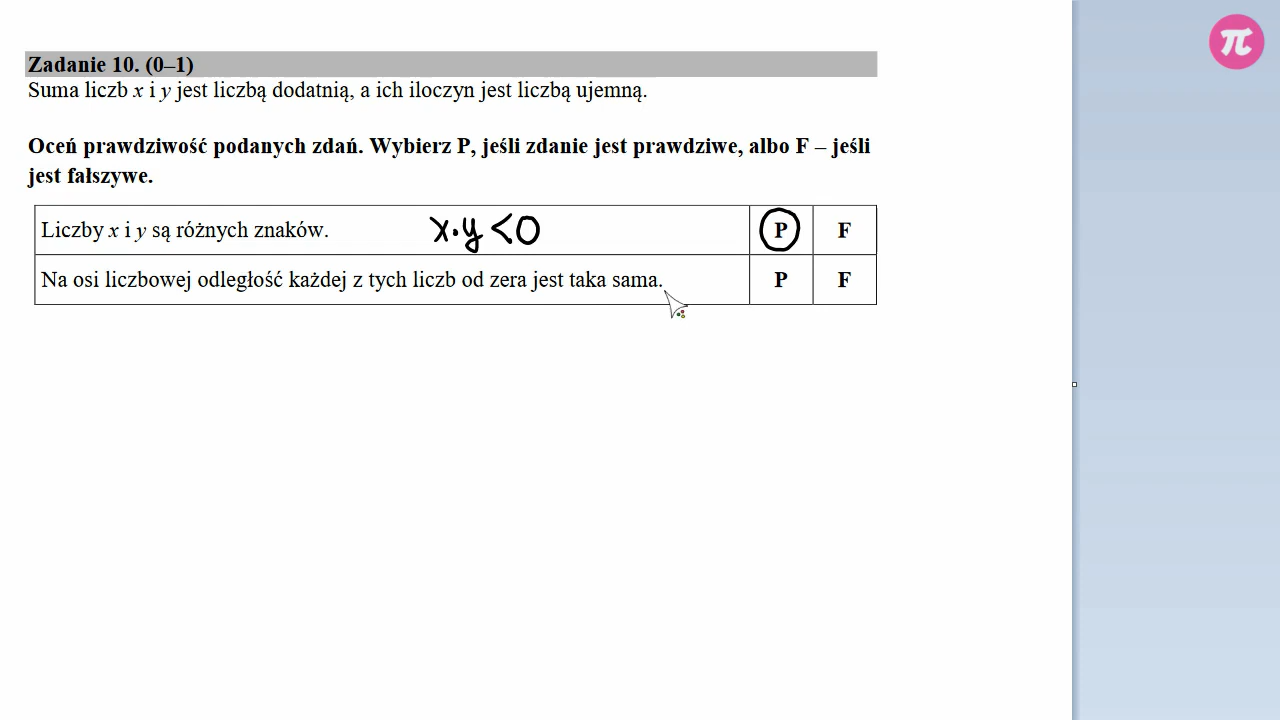 π
Zadanie 10. (0–1)
Suma liczb x i y jest liczbą dodatnią, a ich iloczyn jest liczbą ujemną.
Oceń prawdziwość podanych zdań. Wybierz P, jeśli zdanie jest prawdziwe, albo F – jeśli
jest fałszywe.
Liczby x i y są różnych znaków. x·y<0 P F
Na osi liczbowej odległość każdej z tych liczb od zera jest taka sama. P F